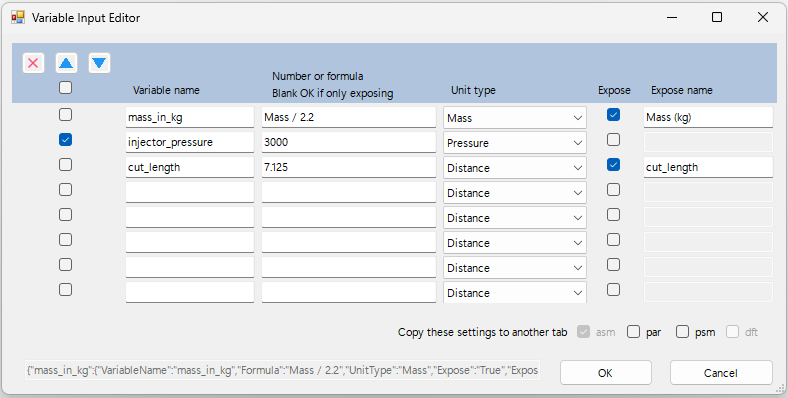 Variable Input Editor
Number or formula
Variable name Blank OK if only exposing Unit type Expose Expose name
mass_in_kg Mass / 2.2 Mass Mass (kg)
injector_pressure 3000 Pressure
cut_length 7.125 Distance cut_length
Distance
Distance
Distance
Distance
Distance
Copy these settings to another tab asm par psm dft
{"mass_in_kg":{"VariableName":"mass_in_kg","Formula":"Mass / 2.2","UnitType":"Mass","Expose":"True","Expos
OK Cancel